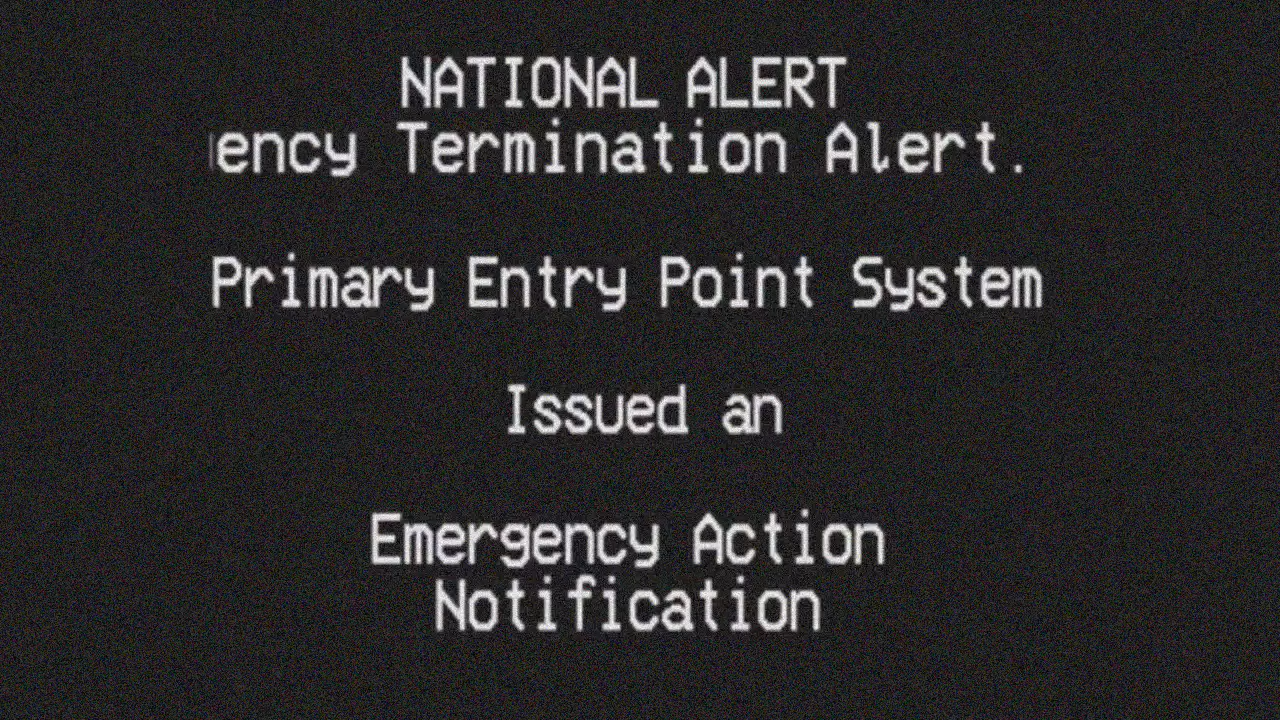 NATIONAL ALERT
ency Termination Alert.
Primary Entry Point System
Issued an
Emergency Action
Notification